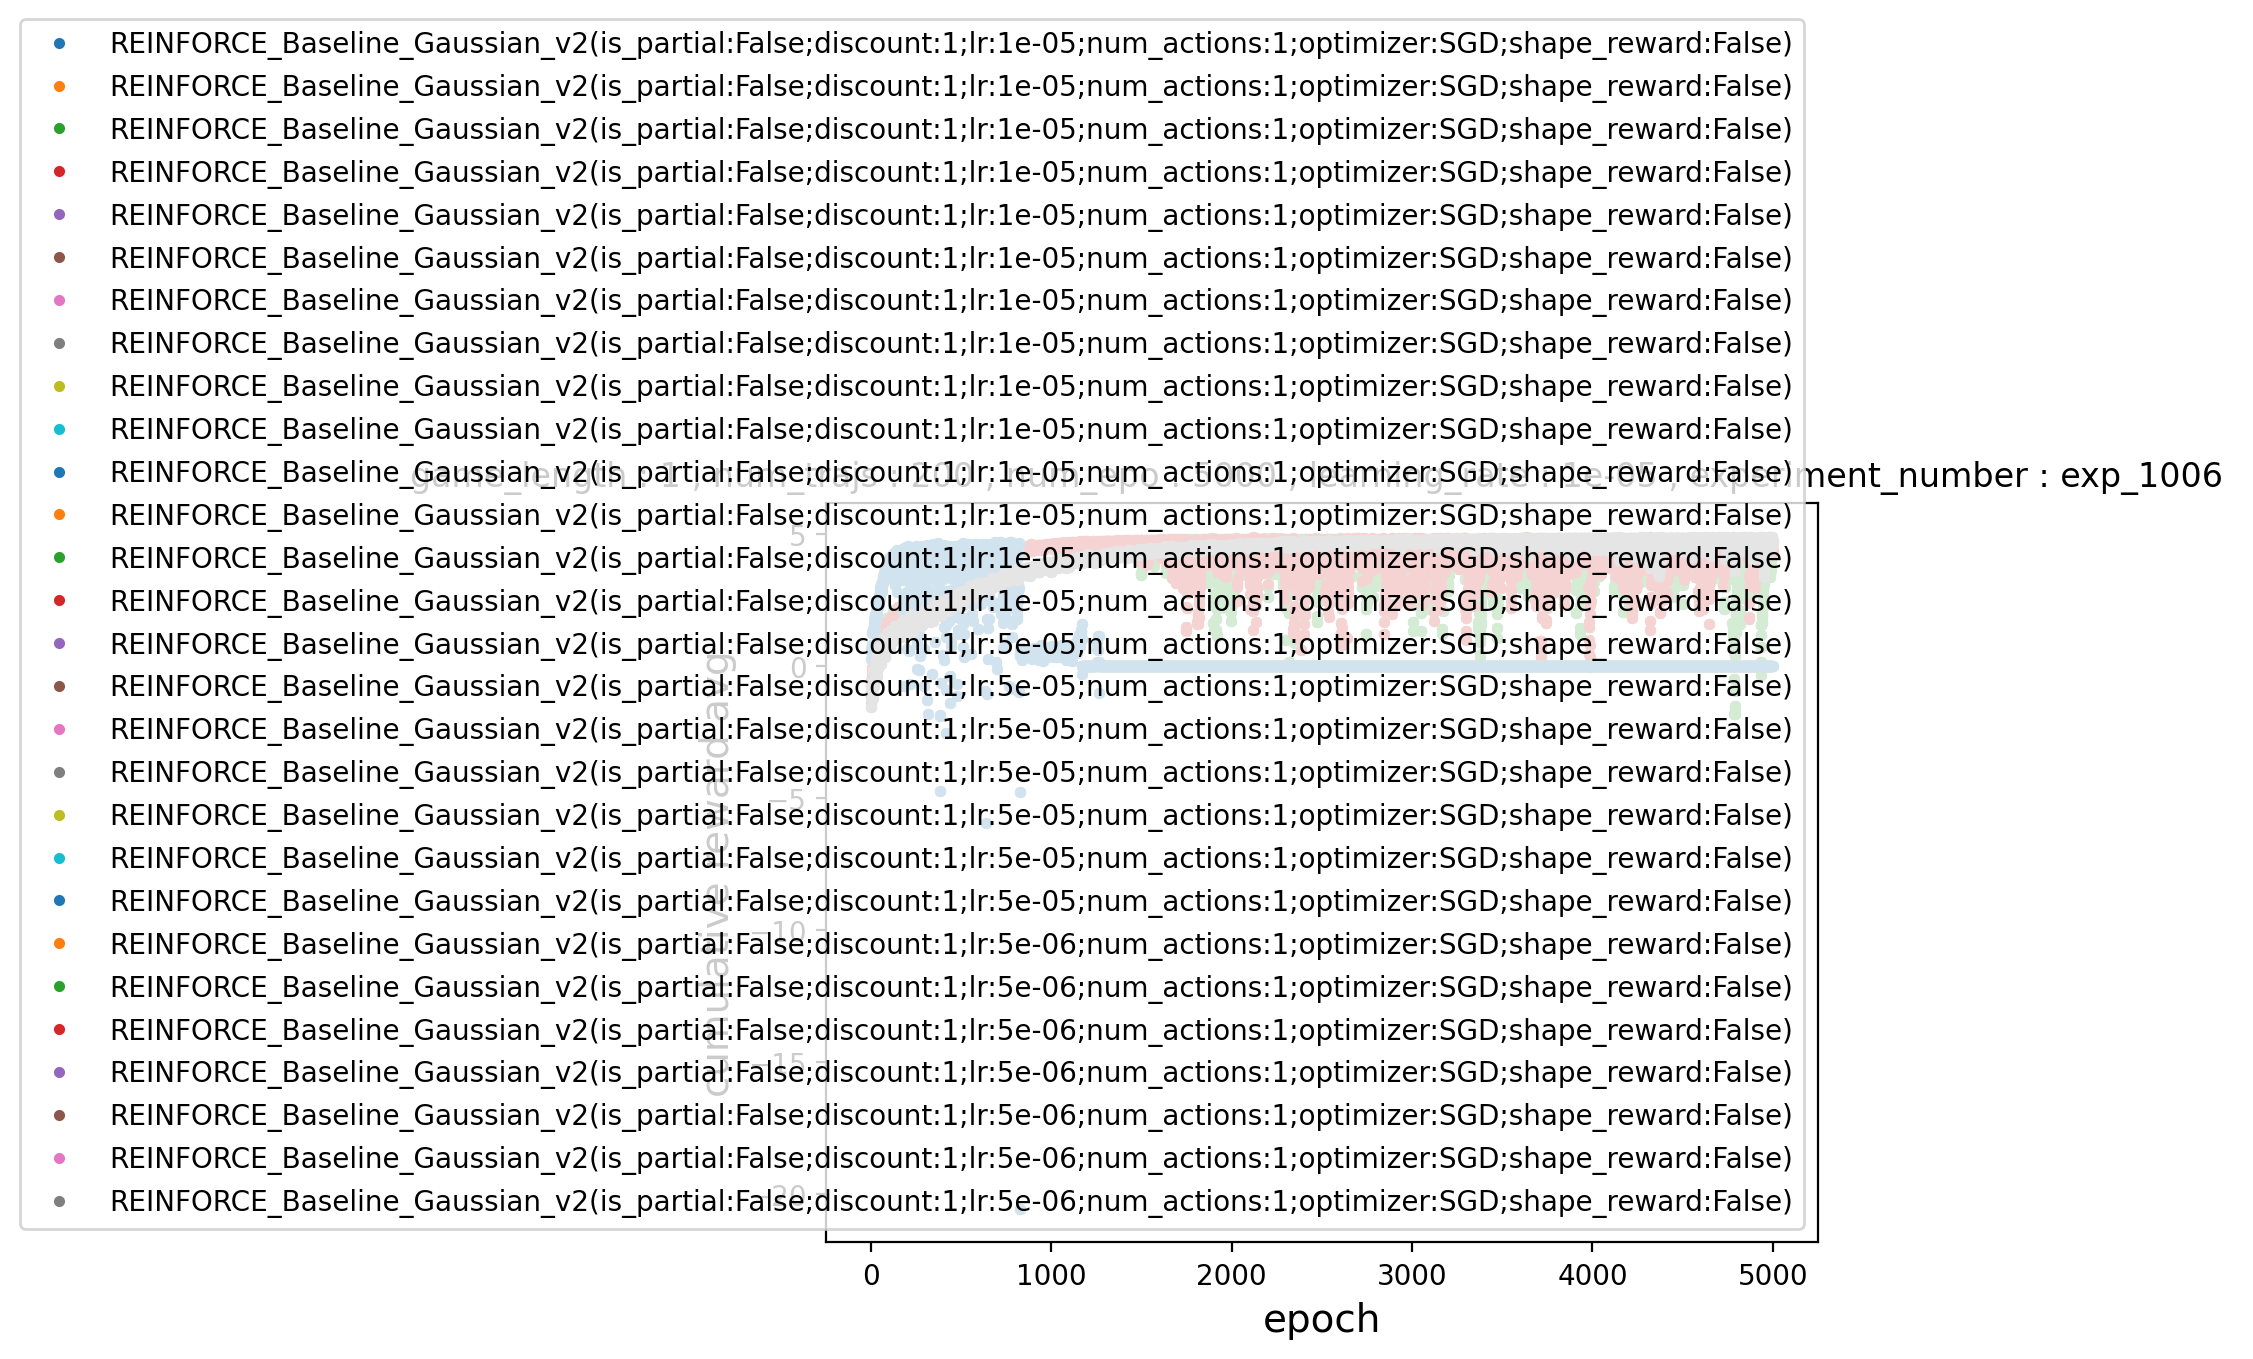 REINFORCE_Baseline_Gaussian_v2(is_partial:False;discount:1;lr:1e-05;num_actions:1;optimizer:SGD;shape_reward:False)
REINFORCE_Baseline_Gaussian_v2(is_partial:False;discount:1;lr:1e-05;num_actions:1;optimizer:SGD;shape_reward:False)
REINFORCE_Baseline_Gaussian_v2(is_partial:False;discount:1;lr:1e-05;num_actions:1;optimizer:SGD;shape_reward:False)
REINFORCE_Baseline_Gaussian_v2(is_partial:False;discount:1;lr:1e-05;num_actions:1;optimizer:SGD;shape_reward:False)
REINFORCE_Baseline_Gaussian_v2(is_partial:False;discount:1;lr:1e-05;num_actions:1;optimizer:SGD;shape_reward:False)
REINFORCE_Baseline_Gaussian_v2(is_partial:False;discount:1;lr:1e-05;num_actions:1;optimizer:SGD;shape_reward:False)
REINFORCE_Baseline_Gaussian_v2(is_partial:False;discount:1;lr:1e-05;num_actions:1;optimizer:SGD;shape_reward:False)
REINFORCE_Baseline_Gaussian_v2(is_partial:False;discount:1;lr:1e-05;num_actions:1;optimizer:SGD;shape_reward:False)
REINFORCE_Baseline_Gaussian_v2(is_partial:False;discount:1;lr:1e-05;num_actions:1;optimizer:SGD;shape_reward:False)
REINFORCE_Baseline_Gaussian_v2(is_partial:False;discount:1;lr:1e-05;num_actions:1;optimizer:SGD;shape_reward:False)
REINFORCE_Baseline_Gaussian_v2(is_partial:False;discount:1;lr:1e-05;num_actions:1;optimizer:SGD;shape_reward:False)
REINFORCE_Baseline_Gaussian_v2(is_partial:False;discount:1;lr:1e-05;num_actions:1;optimizer:SGD;shape_reward:False)
REINFORCE_Baseline_Gaussian_v2(is_partial:False;discount:1;lr:1e-05;num_actions:1;optimizer:SGD;shape_reward:False)
REINFORCE_Baseline_Gaussian_v2(is_partial:False;discount:1;lr:1e-05;num_actions:1;optimizer:SGD;shape_reward:False)
REINFORCE_Baseline_Gaussian_v2(is_partial:False;discount:1;lr:5e-05;num_actions:1;optimizer:SGD;shape_reward:False)
REINFORCE_Baseline_Gaussian_v2(is_partial:False;discount:1;lr:5e-05;num_actions:1;optimizer:SGD;shape_reward:False)
REINFORCE_Baseline_Gaussian_v2(is_partial:False;discount:1;lr:5e-05;num_actions:1;optimizer:SGD;shape_reward:False)
REINFORCE_Baseline_Gaussian_v2(is_partial:False;discount:1;lr:5e-05;num_actions:1;optimizer:SGD;shape_reward:False)
REINFORCE_Baseline_Gaussian_v2(is_partial:False;discount:1;lr:5e-05;num_actions:1;optimizer:SGD;shape_reward:False)
REINFORCE_Baseline_Gaussian_v2(is_partial:False;discount:1;lr:5e-05;num_actions:1;optimizer:SGD;shape_reward:False)
REINFORCE_Baseline_Gaussian_v2(is_partial:False;discount:1;lr:5e-05;num_actions:1;optimizer:SGD;shape_reward:False)
REINFORCE_Baseline_Gaussian_v2(is_partial:False;discount:1;lr:5e-06;num_actions:1;optimizer:SGD;shape_reward:False)
REINFORCE_Baseline_Gaussian_v2(is_partial:False;discount:1;lr:5e-06;num_actions:1;optimizer:SGD;shape_reward:False)
REINFORCE_Baseline_Gaussian_v2(is_partial:False;discount:1;lr:5e-06;num_actions:1;optimizer:SGD;shape_reward:False)
REINFORCE_Baseline_Gaussian_v2(is_partial:False;discount:1;lr:5e-06;num_actions:1;optimizer:SGD;shape_reward:False)
REINFORCE_Baseline_Gaussian_v2(is_partial:False;discount:1;lr:5e-06;num_actions:1;optimizer:SGD;shape_reward:False)
REINFORCE_Baseline_Gaussian_v2(is_partial:False;discount:1;lr:5e-06;num_actions:1;optimizer:SGD;shape_reward:False)
REINFORCE_Baseline_Gaussian_v2(is_partial:False;discount:1;lr:5e-06;num_actions:1;optimizer:SGD;shape_reward:False)
game_length : 1 , num_trajs : 200 , num_epo : 5000 , learning_rate : 1e-05 , experiment_number : exp_1006
cumulative reward avg
5
0
−5
−10
−15
−20
0 1000 2000 3000 4000 5000
epoch